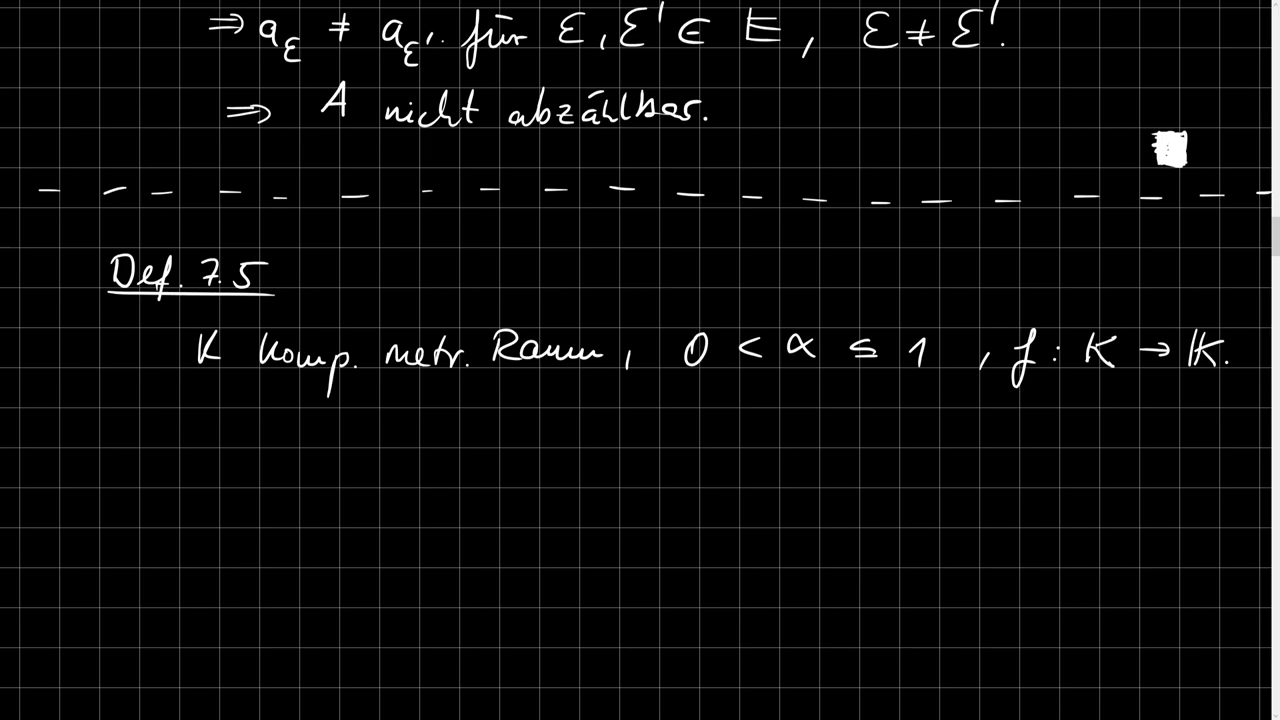 ⇒ a_ε ≠ a_ε'. für ε, ε' ∈ 𝔼, ε ≠ ε'.
⇒ A nicht abzählbar.
Def. 7.5
K komp. metr. Raum, 0 < α ≤ 1, f : K → 𝕂.